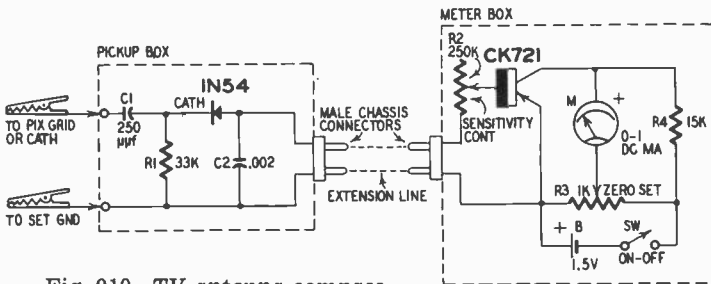 PICKUP BOX
METER BOX
C1
250
µµf
CATH
1N54
R1
33K
C2
.002
TO PIX GRID
OR CATH
TO SET GND
MALE CHASSIS
CONNECTORS
EXTENSION LINE
R2
250K
CK721
SENSITIVITY
CONT
M
+
0-1
DC MA
R4
15K
R3 1K ZERO SET
+ B
1.5V
SW
ON-OFF
Fig. 910. TV antenna compass